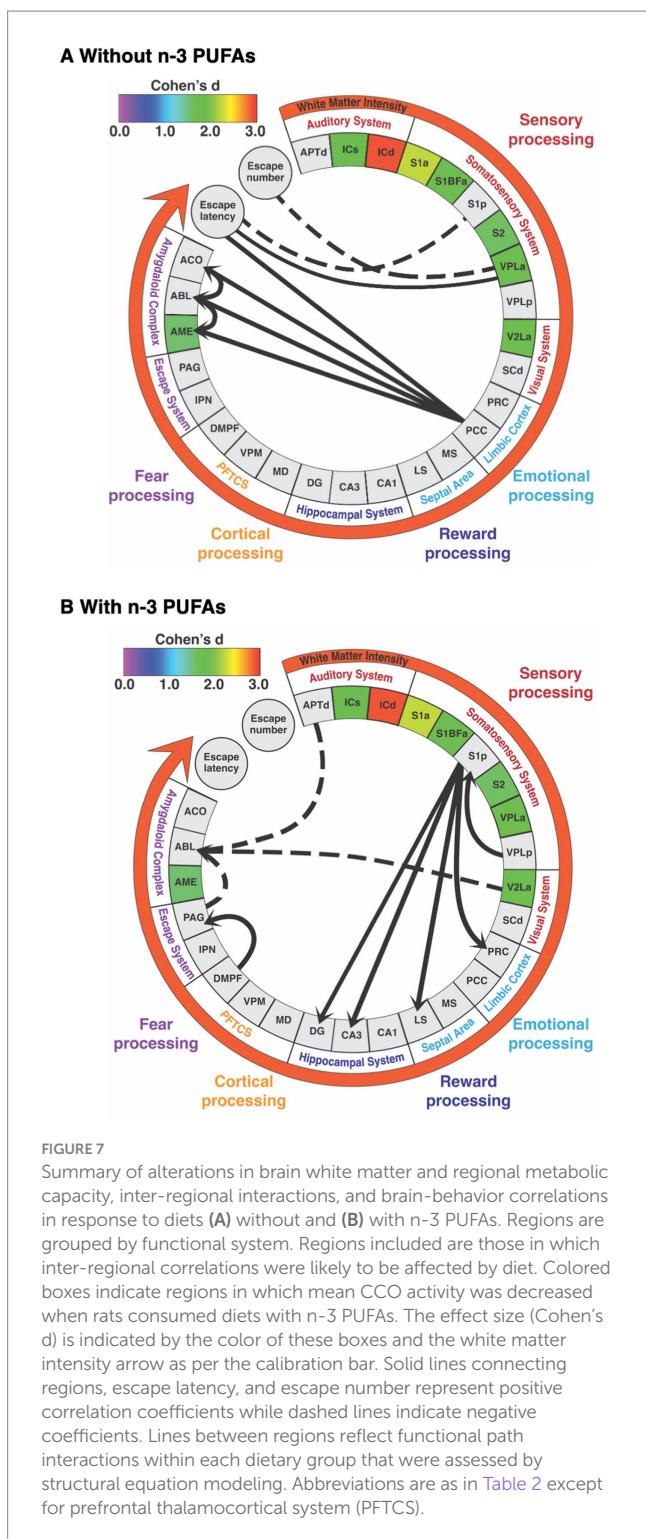 A Without n-3 PUFAs
Cohen's d
0.0 1.0 2.0 3.0
White Matter Intensity
Auditory System
Sensory
processing
Escape
number
Escape
latency
APTd
ICs
ICd
S1a
S1BFa
S1p
S2
VPLa
VPLp
V2La
SCd
PRC
PCC
MS
LS
CA1
CA3
DG
MD
VPM
DMPF
IPN
PAG
AME
ABL
ACO
Somatosensory System
Visual System
Limbic Cortex
Septal Area
Hippocampal System
PFTCS
Escape System
Amygdaloid Complex
Fear
processing
Cortical
processing
Reward
processing
Emotional
processing
B With n-3 PUFAs
Cohen's d
0.0 1.0 2.0 3.0
White Matter Intensity
Auditory System
Sensory
processing
Escape
number
Escape
latency
APTd
ICs
ICd
S1a
S1BFa
S1p
S2
VPLa
VPLp
V2La
SCd
PRC
PCC
MS
LS
CA1
CA3
DG
MD
VPM
DMPF
IPN
PAG
AME
ABL
ACO
Somatosensory System
Visual System
Limbic Cortex
Septal Area
Hippocampal System
PFTCS
Escape System
Amygdaloid Complex
Fear
processing
Cortical
processing
Reward
processing
Emotional
processing
FIGURE 7
Summary of alterations in brain white matter and regional metabolic
capacity, inter-regional interactions, and brain-behavior correlations
in response to diets (A) without and (B) with n-3 PUFAs. Regions are
grouped by functional system. Regions included are those in which
inter-regional correlations were likely to be affected by diet. Colored
boxes indicate regions in which mean CCO activity was decreased
when rats consumed diets with n-3 PUFAs. The effect size (Cohen's
d) is indicated by the color of these boxes and the white matter
intensity arrow as per the calibration bar. Solid lines connecting
regions, escape latency, and escape number represent positive
correlation coefficients while dashed lines indicate negative
coefficients. Lines between regions reflect functional path
interactions within each dietary group that were assessed by
structural equation modeling. Abbreviations are as in Table 2 except
for prefrontal thalamocortical system (PFTCS).